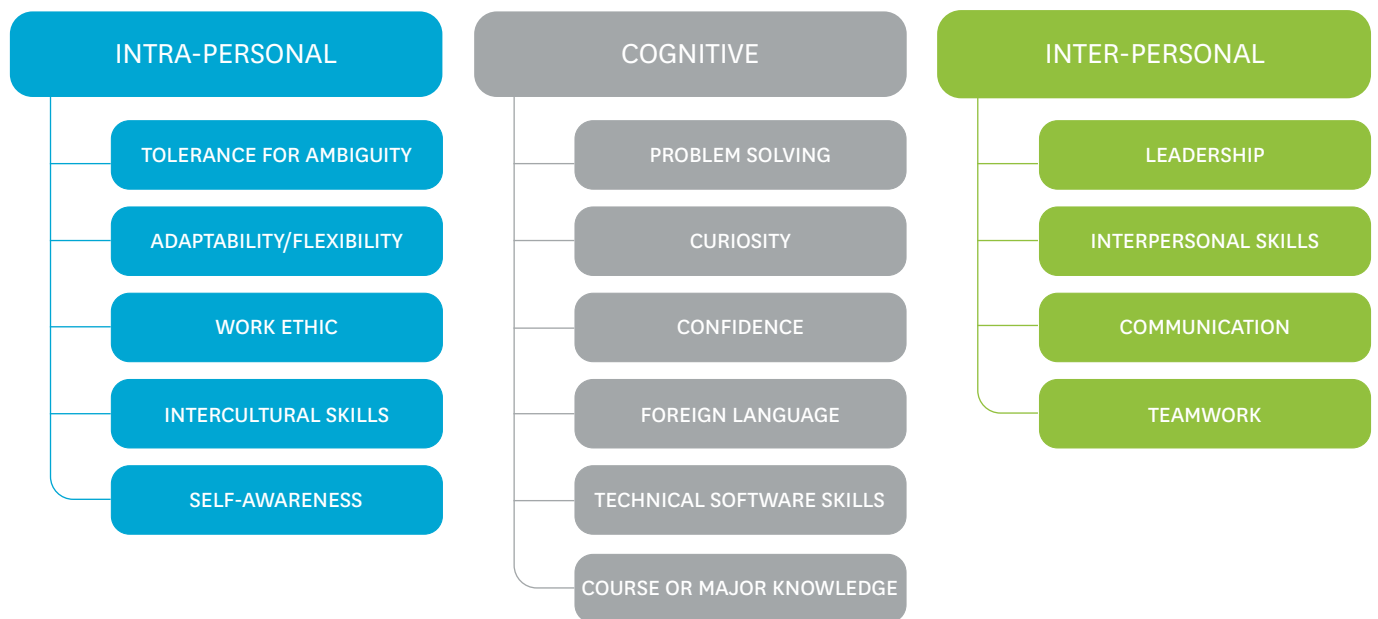 INTRA-PERSONAL
TOLERANCE FOR AMBIGUITY
ADAPTABILITY/FLEXIBILITY
WORK ETHIC
INTERCULTURAL SKILLS
SELF-AWARENESS
COGNITIVE
PROBLEM SOLVING
CURIOSITY
CONFIDENCE
FOREIGN LANGUAGE
TECHNICAL SOFTWARE SKILLS
COURSE OR MAJOR KNOWLEDGE
INTER-PERSONAL
LEADERSHIP
INTERPERSONAL SKILLS
COMMUNICATION
TEAMWORK